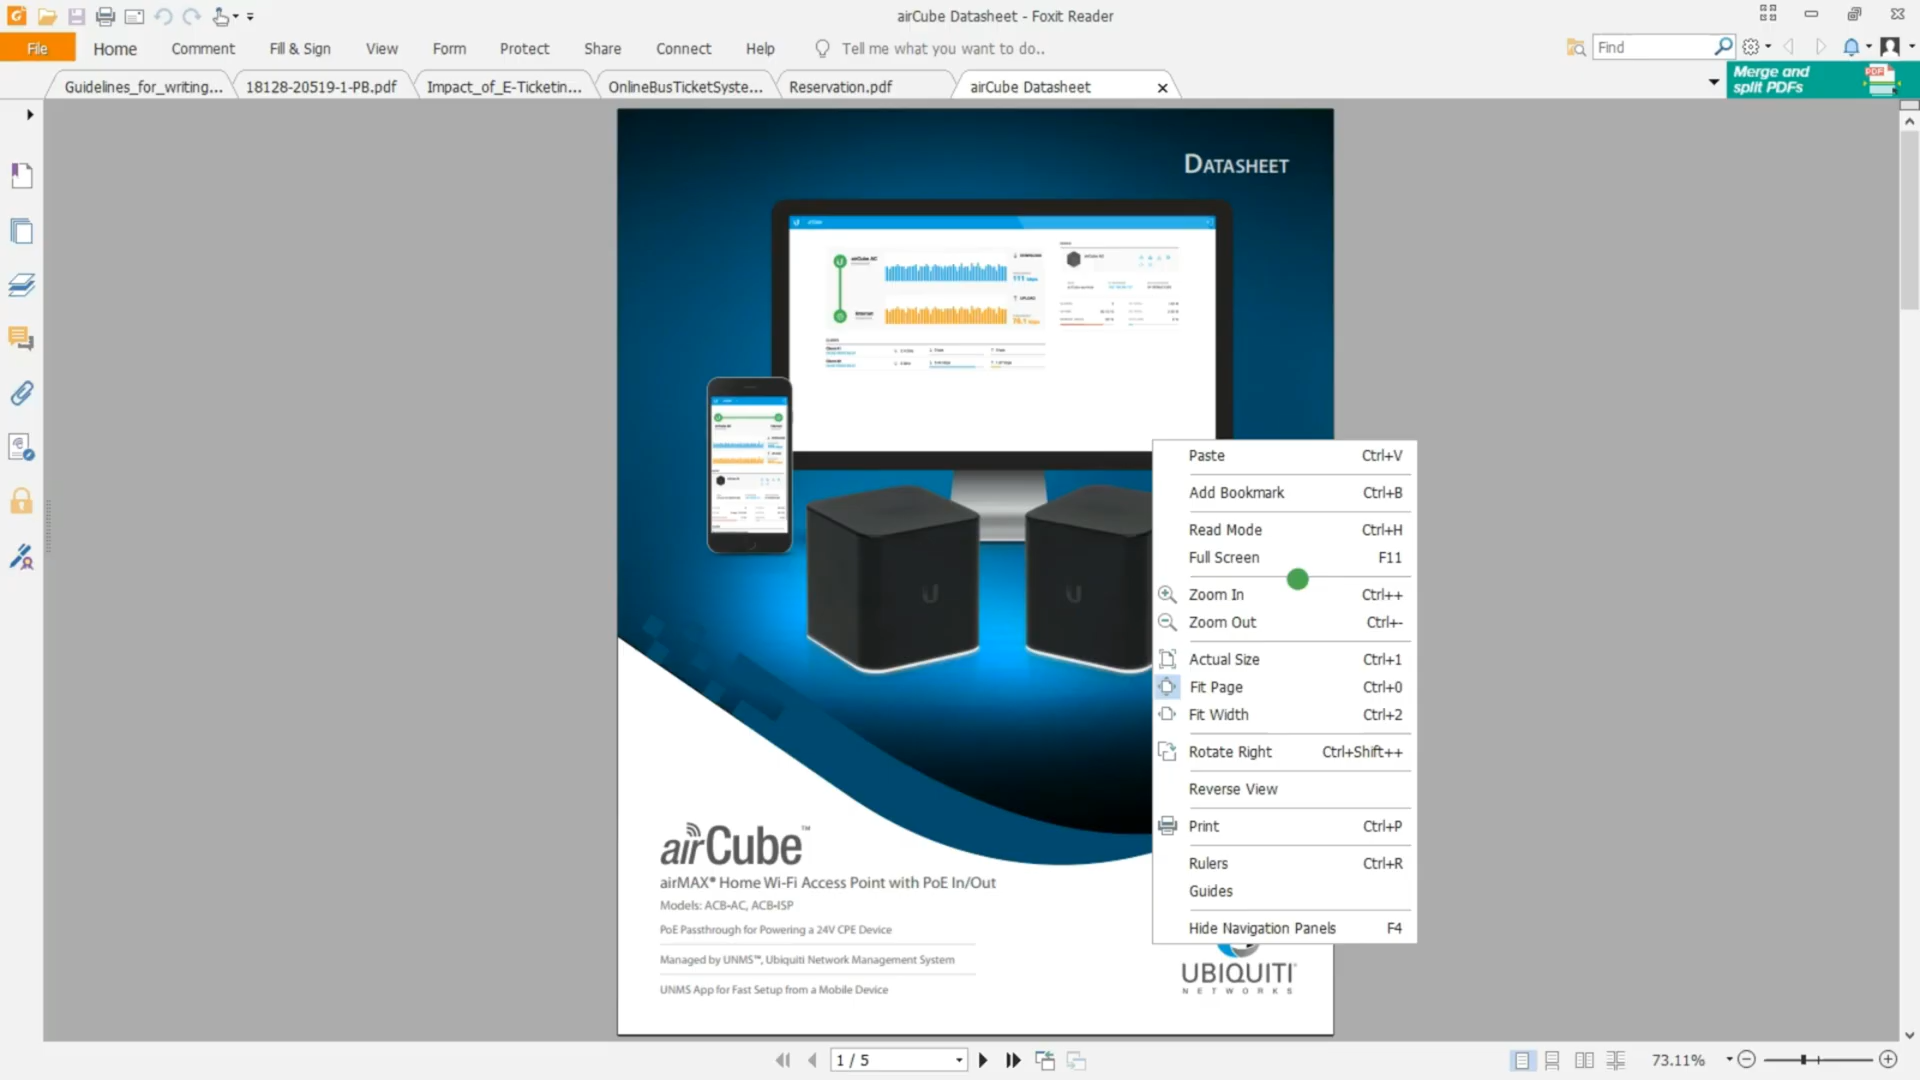 airCube Datasheet - Foxit Reader
File Home Comment Fill & Sign View Form Protect Share Connect Help Tell me what you want to do.. Find
Guidelines_for_writing... 18128-20519-1-PB.pdf Impact_of_E-Ticketin... OnlineBusTicketSyste... Reservation.pdf airCube Datasheet
Merge and
split PDFs
PDF
DATASHEET
Paste Ctrl+V
Add Bookmark Ctrl+B
Read Mode Ctrl+H
Full Screen F11
Zoom In Ctrl++
Zoom Out Ctrl+-
Actual Size Ctrl+1
Fit Page Ctrl+0
Fit Width Ctrl+2
Rotate Right Ctrl+Shift++
Reverse View
Print Ctrl+P
Rulers Ctrl+R
Guides
Hide Navigation Panels F4
airCube™
airMAX® Home Wi-Fi Access Point with PoE In/Out
Models: ACB-AC, ACB-ISP
PoE Passthrough for Powering a 24V CPE Device
Managed by UNMS™, Ubiquiti Network Management System
UNMS App for Fast Setup from a Mobile Device
UBIQUITI
NETWORKS
1 / 5
73.11%